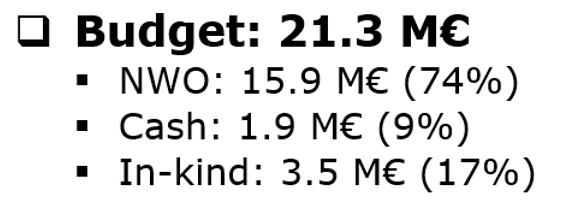 ❑ Budget: 21.3 M€
▪ NWO: 15.9 M€ (74%)
▪ Cash: 1.9 M€ (9%)
▪ In-kind: 3.5 M€ (17%)